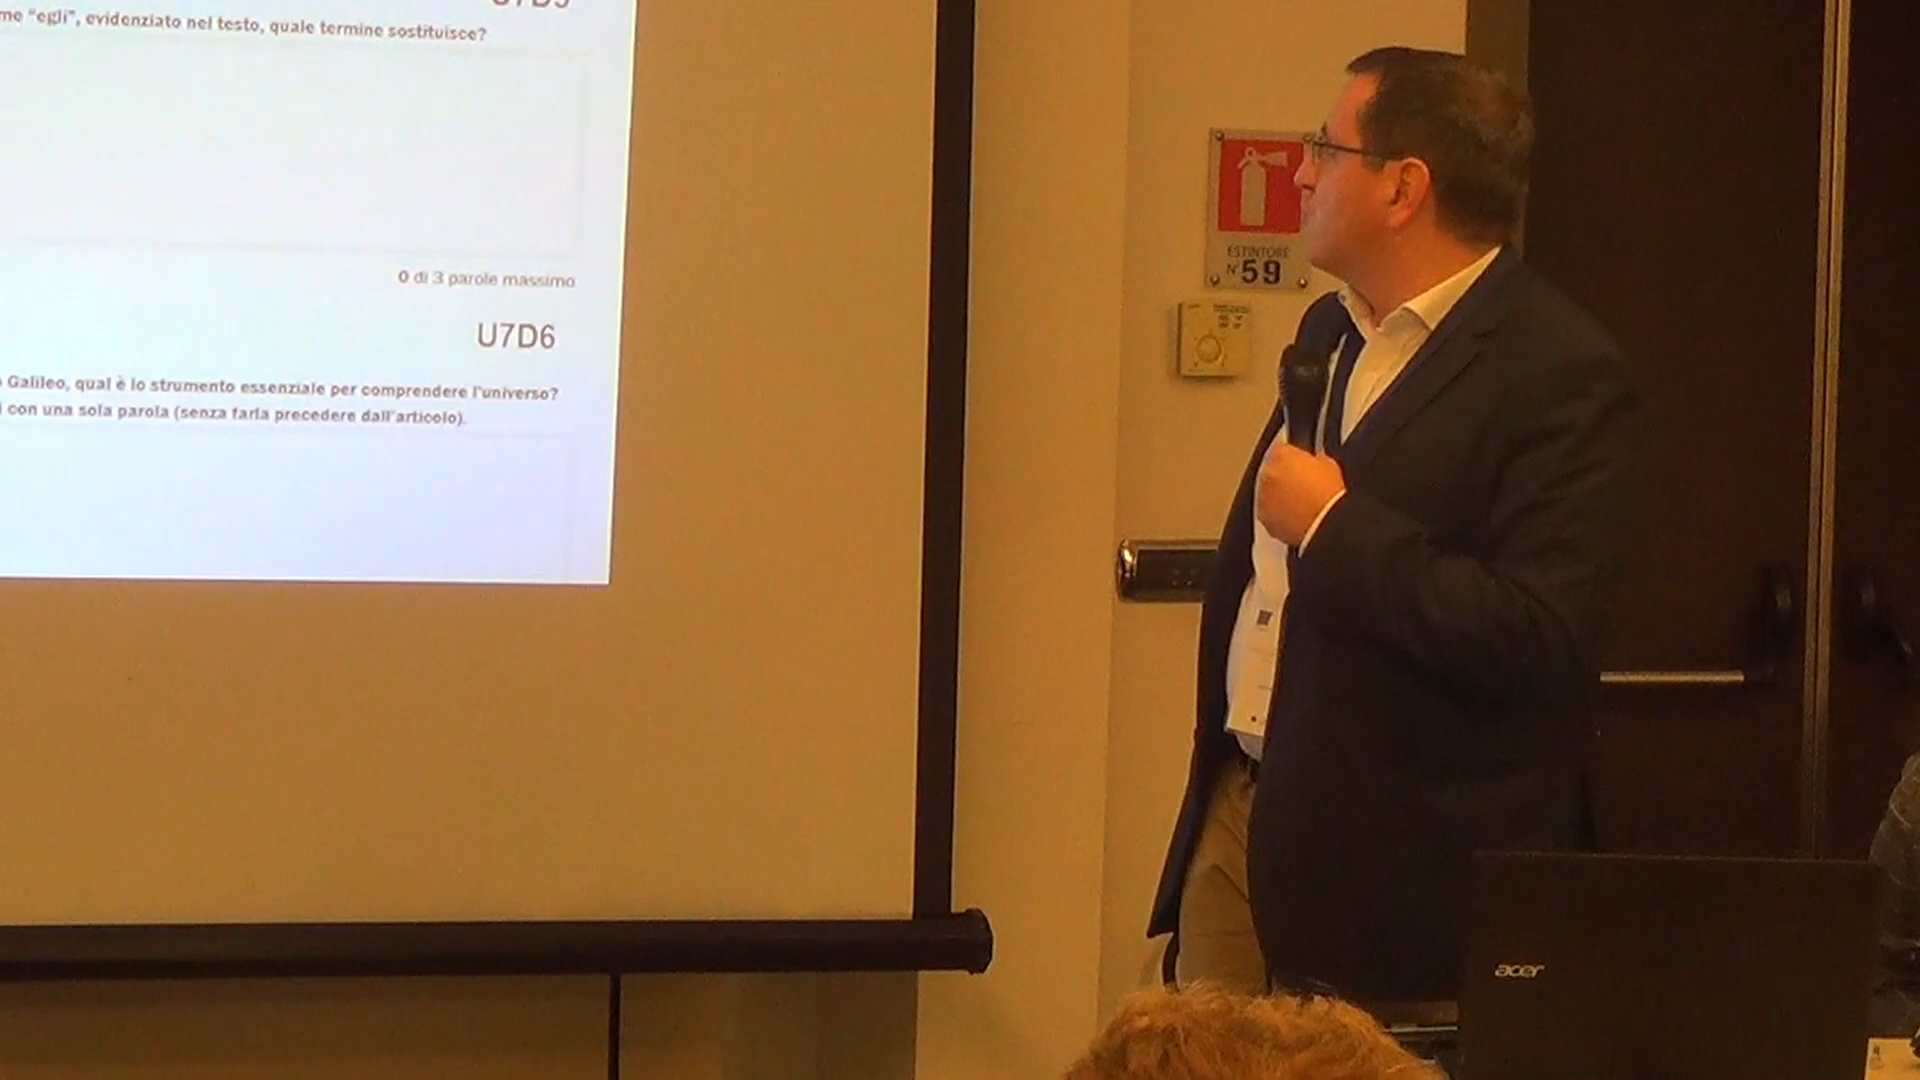 "egli", evidenziato nel testo, quale termine sostituisce?
0 di 3 parole massimo
U7D6
Galileo, qual è lo strumento essenziale per comprendere l'universo?
con una sola parola (senza farla precedere dall'articolo).
ESTINTORE
N° 59
acer